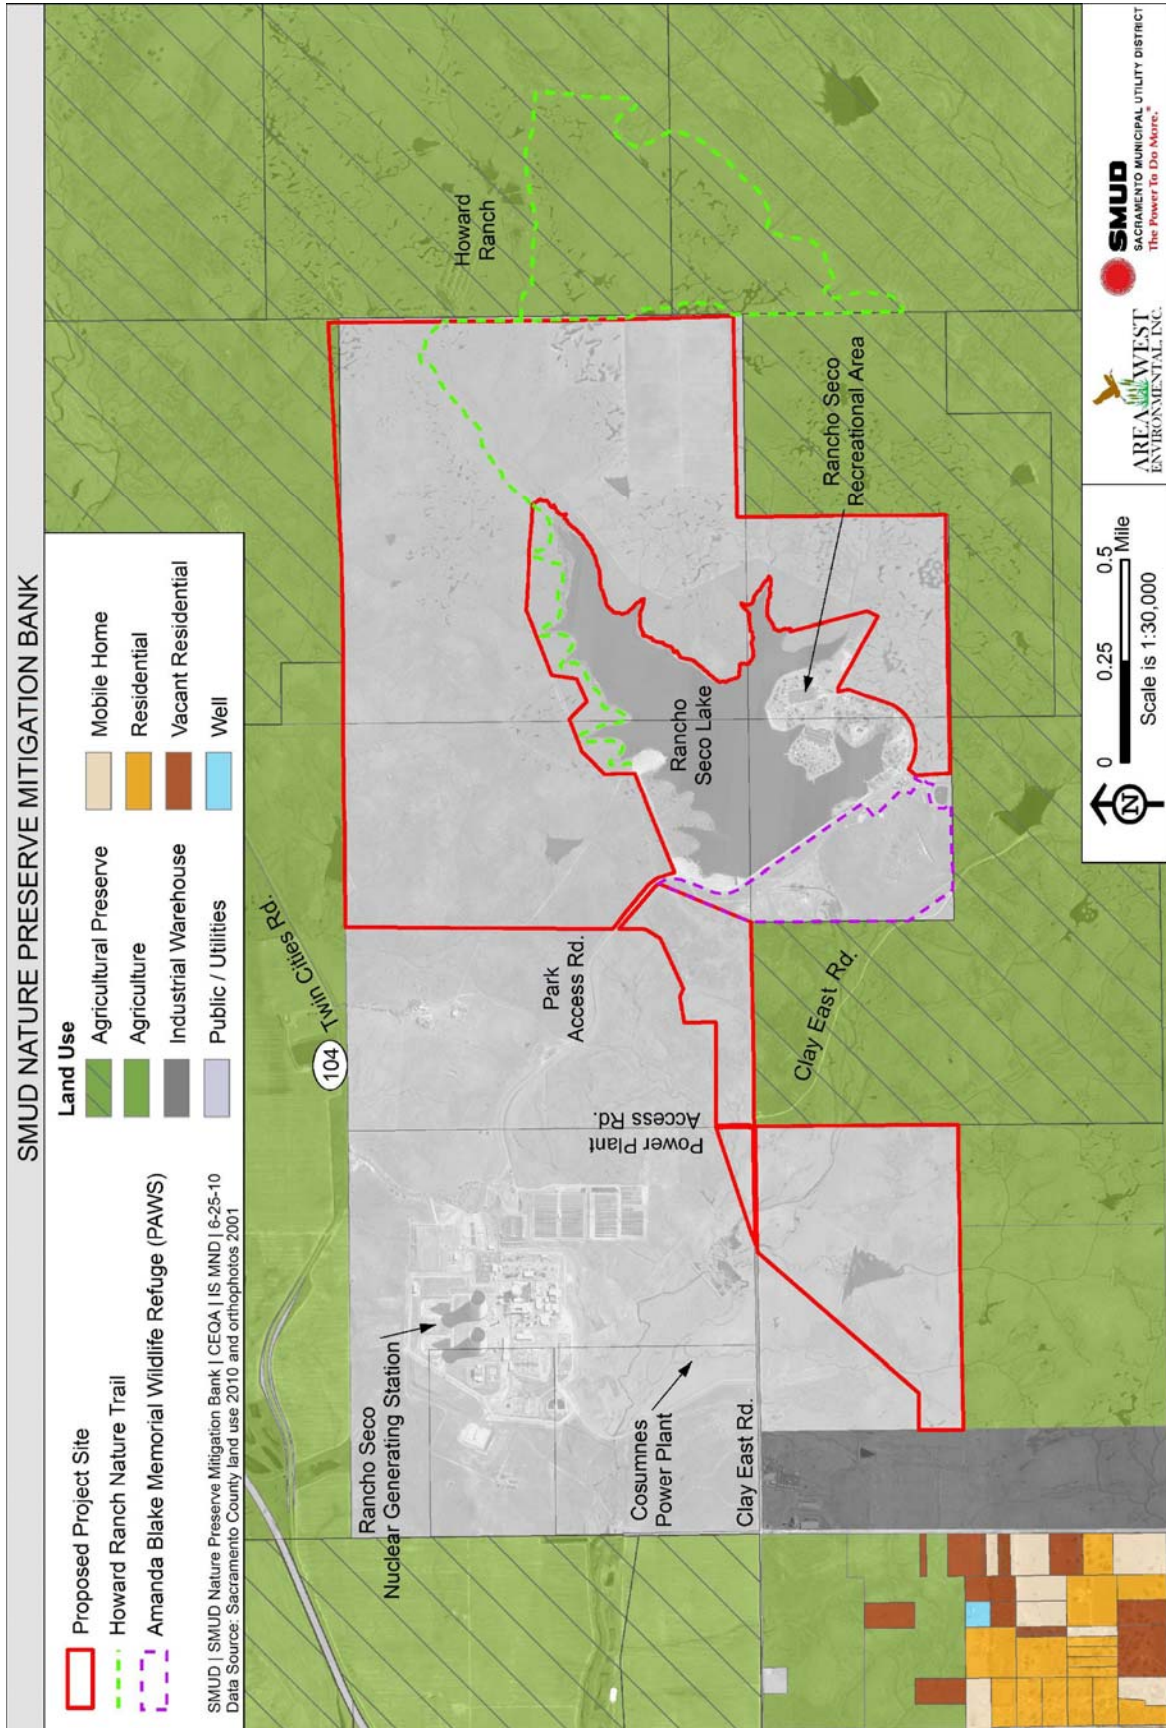 SMUD NATURE PRESERVE MITIGATION BANK
Proposed Project Site
Howard Ranch Nature Trail
Amanda Blake Memorial Wildlife Refuge (PAWS)
SMUD | SMUD Nature Preserve Mitigation Bank | CEQA | IS MND | 6-25-10
Data Source: Sacramento County land use 2010 and orthophotos 2001
Land Use
Agricultural Preserve
Agriculture
Industrial Warehouse
Public / Utilities
Mobile Home
Residential
Vacant Residential
Well
104
Twin Cities Rd.
Howard
Ranch
Rancho Seco
Nuclear Generating Station
Park
Access Rd.
Power Plant
Access Rd.
Cosumnes
Power Plant
Clay East Rd.
Clay East Rd.
Rancho
Seco Lake
Rancho Seco
Recreational Area
N
0 0.25 0.5
Mile
Scale is 1:30,000
AREA WEST
ENVIRONMENTAL, INC.
SMUD
SACRAMENTO MUNICIPAL UTILITY DISTRICT
The Power To Do More.®